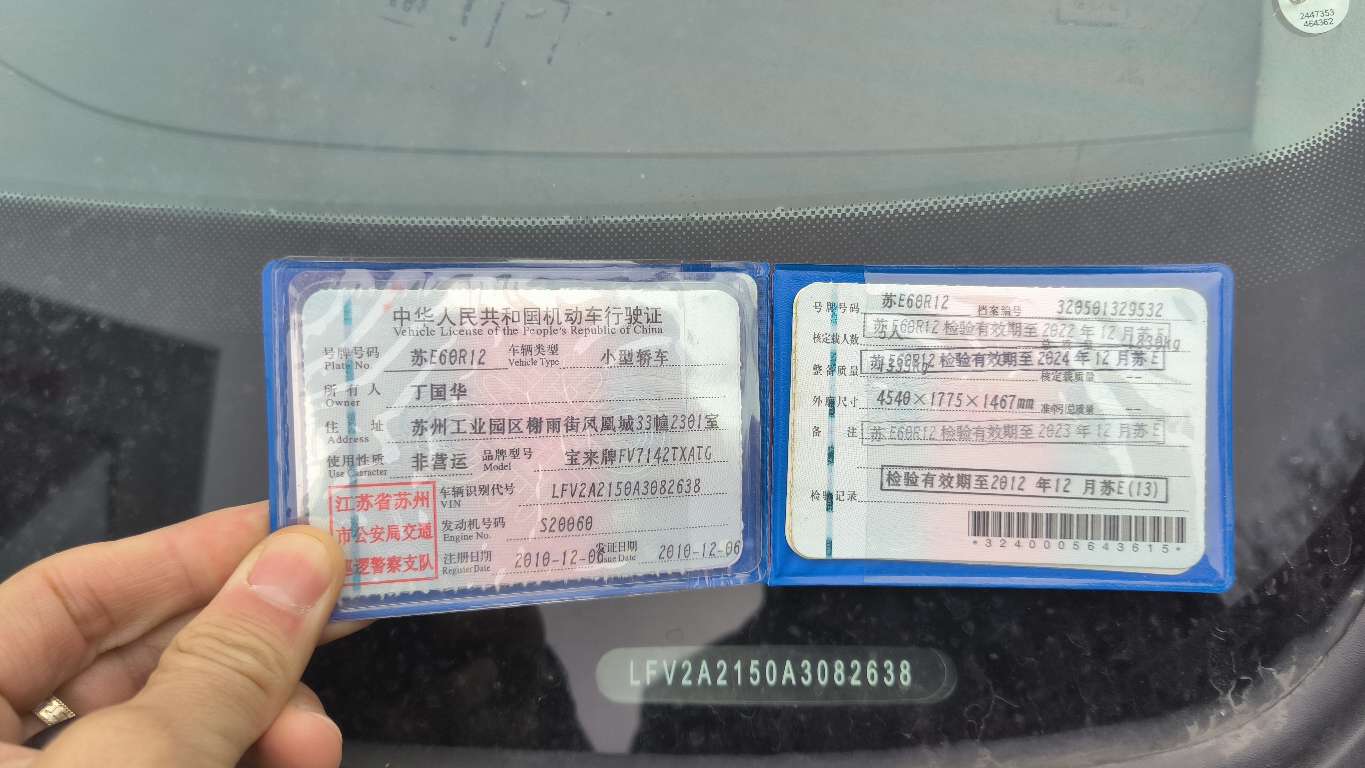 2447353
464362
中华人民共和国机动车行驶证
Vehicle License of the People's Republic of China
号牌号码 苏E60R12 车辆类型 小型轿车
Plate No. Vehicle Type
所有人 丁国华
Owner
住址 苏州工业园区榭雨街凤凰城33幢2301室
Address
使用性质 非营运 品牌型号 宝来牌FV7142TXATG
Use Character Model
江苏省苏州
市公安局交通
巡逻警察支队
车辆识别代号 LFV2A2150A3082638
VIN
发动机号码 S20060
Engine No.
注册日期 2010-12-06 发证日期 2010-12-06
Register Date Issue Date
号牌号码 苏E60R12 档案编号 320501329532
苏E60R12 检验有效期至2022年12月苏E
核定载人数 5人 1830Kg
苏E60R12 检验有效期至2024年12月苏E
整备质量 核定载质量 --
外廓尺寸 4540×1775×1467mm 准牵引总质量 --
备注 苏E60R12 检验有效期至2023年12月苏E
检验有效期至2012年12月苏E(13)
检验记录
*3240005643615*
LFV2A2150A3082638